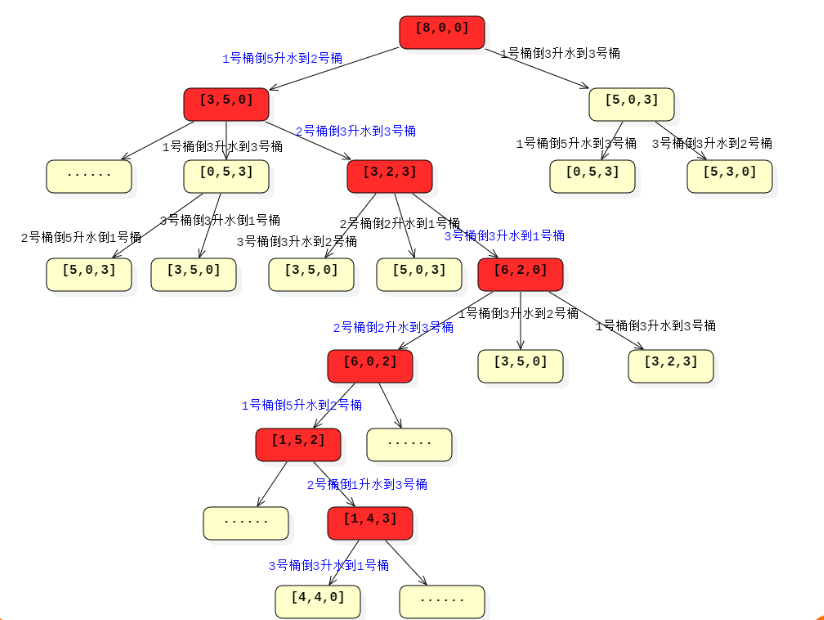 [8,0,0]
1号桶倒5升水到2号桶
1号桶倒3升水到3号桶
[3,5,0]
[5,0,3]
2号桶倒3升水到3号桶
1号桶倒3升水到3号桶
1号桶倒5升水到3号桶
3号桶倒3升水到2号桶
......
[0,5,3]
[3,2,3]
[0,5,3]
[5,3,0]
2号桶倒5升水倒1号桶
3号桶倒3升水倒1号桶
3号桶倒3升水到2号桶
2号桶倒2升水到1号桶
3号桶倒3升水到1号桶
[5,0,3]
[3,5,0]
[3,5,0]
[5,0,3]
[6,2,0]
2号桶倒2升水到3号桶
1号桶倒3升水到2号桶
1号桶倒3升水到3号桶
[6,0,2]
[3,5,0]
[3,2,3]
1号桶倒5升水到2号桶
[1,5,2]
......
2号桶倒1升水到3号桶
......
[1,4,3]
3号桶倒3升水到1号桶
[4,4,0]
......